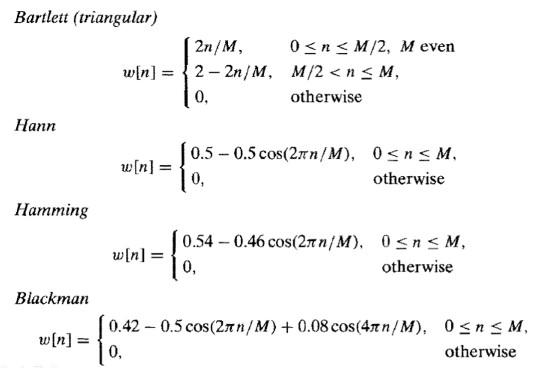 Bartlett (triangular)
2n/M, 0 ≤ n ≤ M/2, M even
w[n] = { 2 − 2n/M, M/2 < n ≤ M,
0, otherwise
Hann
w[n] = { 0.5 − 0.5 cos(2πn/M), 0 ≤ n ≤ M,
0, otherwise
Hamming
w[n] = { 0.54 − 0.46 cos(2πn/M), 0 ≤ n ≤ M,
0, otherwise
Blackman
w[n] = { 0.42 − 0.5 cos(2πn/M) + 0.08 cos(4πn/M), 0 ≤ n ≤ M,
0, otherwise